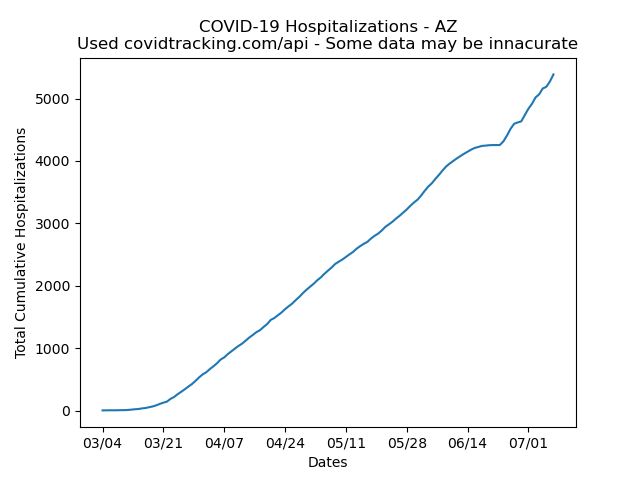 COVID-19 Hospitalizations - AZ
Used covidtracking.com/api - Some data may be innacurate
Total Cumulative Hospitalizations
5000
4000
3000
2000
1000
0
03/04 03/21 04/07 04/24 05/11 05/28 06/14 07/01
Dates